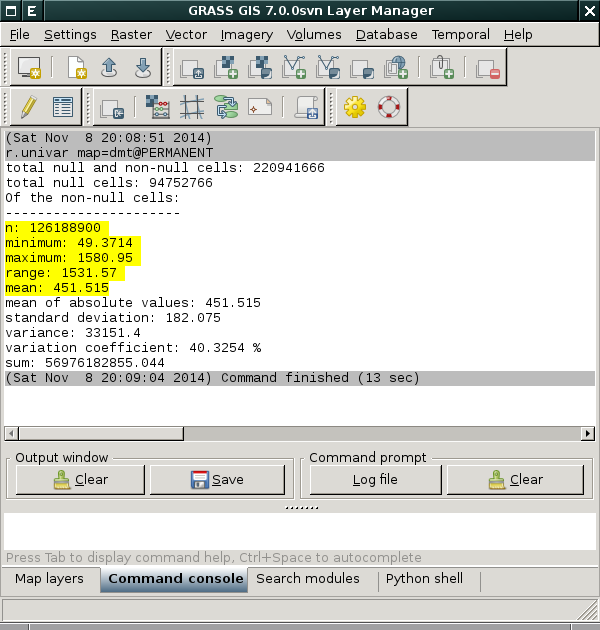 GRASS GIS 7.0.0svn Layer Manager
File Settings Raster Vector Imagery Volumes Database Temporal Help
(Sat Nov  8 20:08:51 2014)
r.univar map=dmt@PERMANENT
total null and non-null cells: 220941666
total null cells: 94752766
Of the non-null cells:
----------------------
n: 126188900
minimum: 49.3714
maximum: 1580.95
range: 1531.57
mean: 451.515
mean of absolute values: 451.515
standard deviation: 182.075
variance: 33151.4
variation coefficient: 40.3254 %
sum: 56976182855.044
(Sat Nov  8 20:09:04 2014) Command finished (13 sec)
Output window Command prompt
Clear Save Log file Clear
Press Tab to display command help, Ctrl+Space to autocomplete
Map layers Command console Search modules Python shell